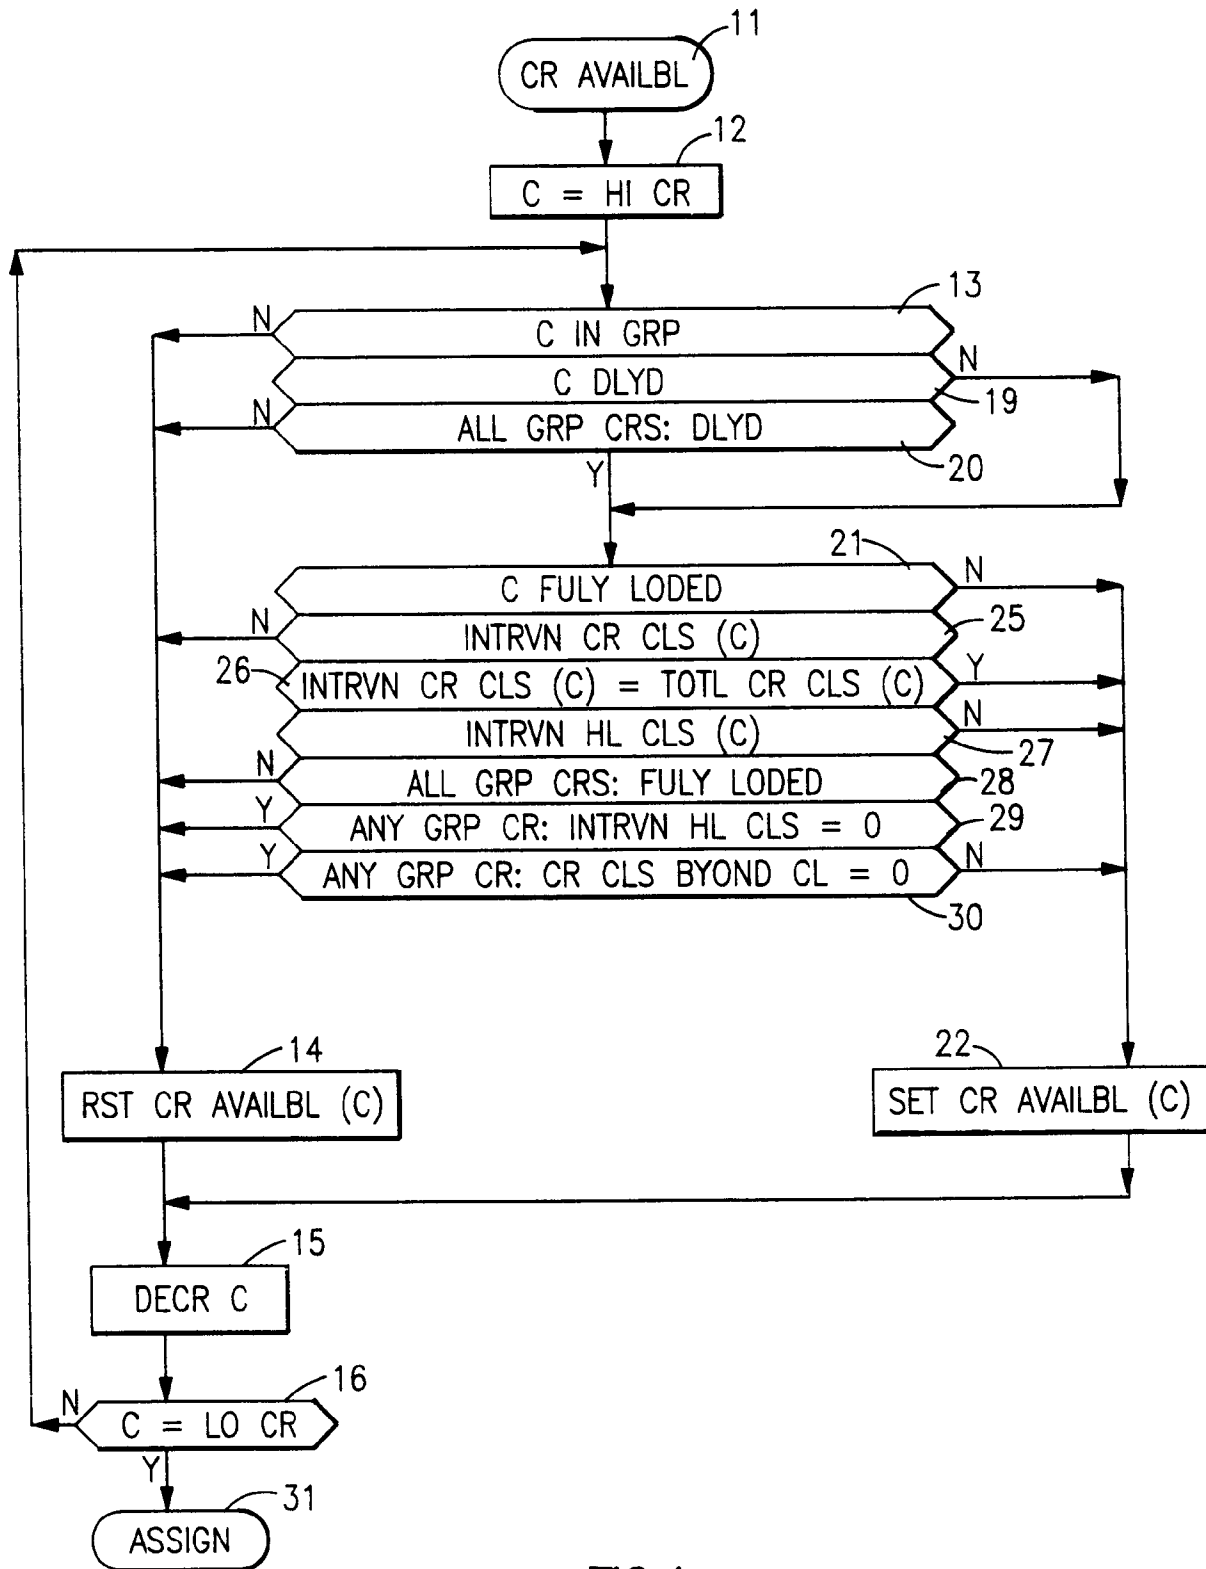 11
CR AVAILBL
12
C = HI CR
13
N
C IN GRP
N
C DLYD
19
N
ALL GRP CRS: DLYD
20
Y
21
C FULY LODED
N
N
INTRVN CR CLS (C)
25
26
INTRVN CR CLS (C) = TOTL CR CLS (C)
Y
INTRVN HL CLS (C)
N
27
N
ALL GRP CRS: FULY LODED
28
Y
ANY GRP CR: INTRVN HL CLS = 0
29
Y
ANY GRP CR: CR CLS BYOND CL = 0
N
30
14
RST CR AVAILBL (C)
22
SET CR AVAILBL (C)
15
DECR C
16
N
C = LO CR
Y
31
ASSIGN